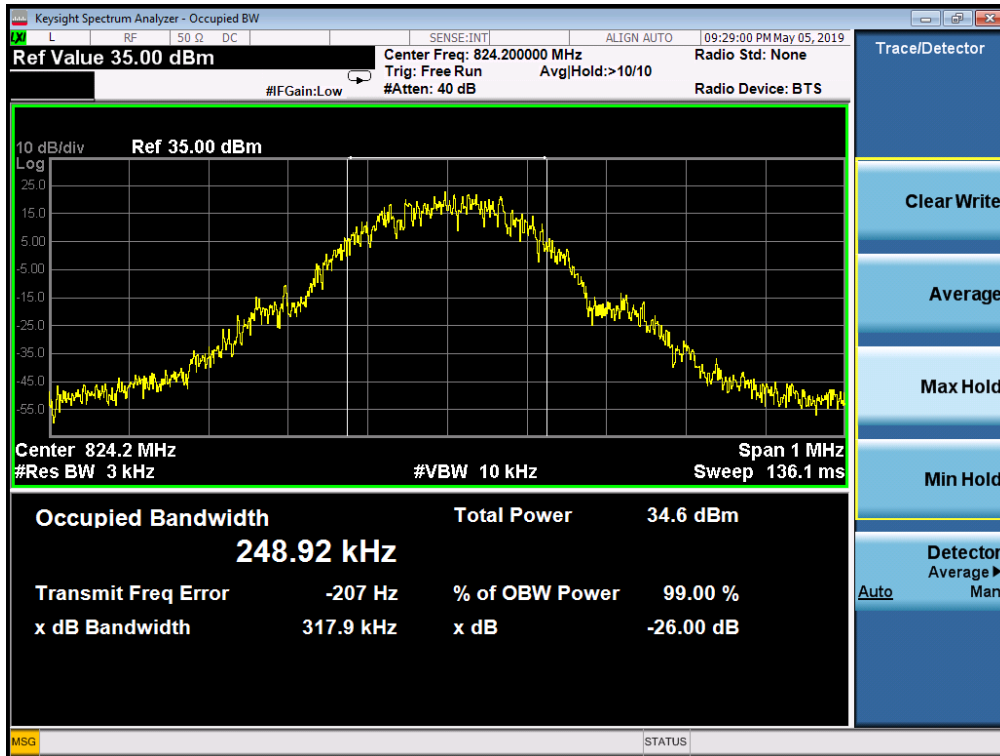 Keysight Spectrum Analyzer - Occupied BW
LXI L RF 50 Ω DC SENSE:INT ALIGN AUTO 09:29:00 PM May 05, 2019
Ref Value 35.00 dBm
Center Freq: 824.200000 MHz
Radio Std: None
Trig: Free Run
Avg|Hold:>10/10
#IFGain:Low
#Atten: 40 dB
Radio Device: BTS
Trace/Detector
10 dB/div
Ref 35.00 dBm
Log
25.0
15.0
5.00
-5.00
-15.0
-25.0
-35.0
-45.0
-55.0
Center 824.2 MHz
Span 1 MHz
#Res BW 3 kHz
#VBW 10 kHz
Sweep 136.1 ms
Occupied Bandwidth
Total Power 34.6 dBm
248.92 kHz
Transmit Freq Error -207 Hz
% of OBW Power 99.00 %
x dB Bandwidth 317.9 kHz
x dB -26.00 dB
Clear Write
Average
Max Hold
Min Hold
Detector
Average
Auto Man
MSG
STATUS